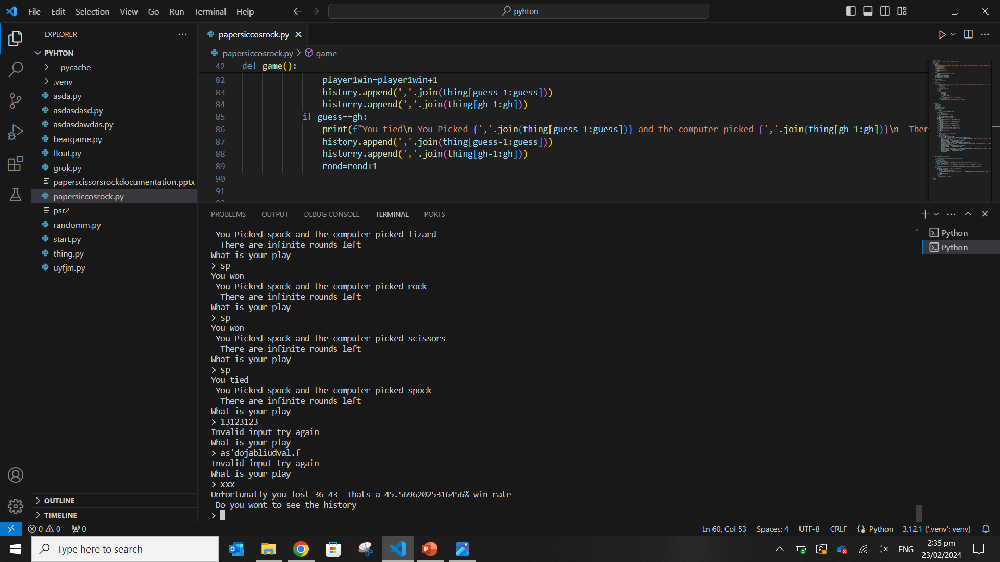 File Edit Selection View Go Run Terminal Help pyhton
EXPLORER
PYHTON
__pycache__
.venv
asda.py
asdasdasd.py
asdasdawdas.py
beargame.py
float.py
grok.py
paperscissorsrockdocumentation.pptx
papersiccosrock.py
psr2
randomm.py
start.py
thing.py
uyfjm.py
OUTLINE
TIMELINE
papersiccosrock.py
papersiccosrock.py > game
42 def game():
82 player1win=player1win+1
83 history.append(','.join(thing[guess-1:guess]))
84 historry.append(','.join(thing[gh-1:gh]))
85 if guess==gh:
86 print(f"You tied\n You Picked {','.join(thing[guess-1:guess])} and the computer picked {','.join(thing[gh-1:gh])}\n  Ther
87 history.append(','.join(thing[guess-1:guess]))
88 historry.append(','.join(thing[gh-1:gh]))
89 rond=rond+1
90
91
PROBLEMS OUTPUT DEBUG CONSOLE TERMINAL PORTS
Python
Python
You Picked spock and the computer picked lizard
There are infinite rounds left
What is your play
> sp
You won
You Picked spock and the computer picked rock
There are infinite rounds left
What is your play
> sp
You won
You Picked spock and the computer picked scissors
There are infinite rounds left
What is your play
> sp
You tied
You Picked spock and the computer picked spock
There are infinite rounds left
What is your play
> 13123123
Invalid input try again
What is your play
> as'dojabliudval.f
Invalid input try again
What is your play
> xxx
Unfortunatly you lost 36-43  Thats a 45.56962025316456% win rate
Do you wont to see the history
>
0 0 0 Ln 60, Col 53 Spaces: 4 UTF-8 CRLF Python 3.12.1 ('.venv': venv)
Type here to search
ENG
2:35 pm
23/02/2024